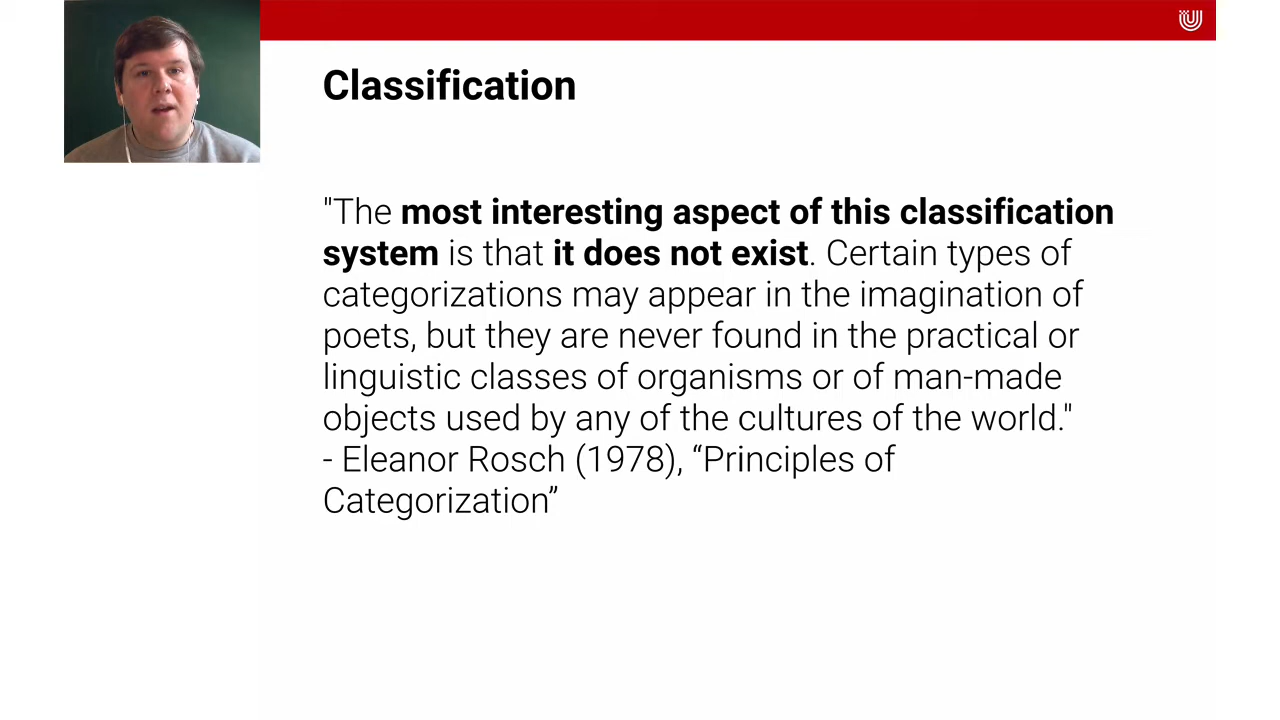 Classification
"The most interesting aspect of this classification
system is that it does not exist. Certain types of
categorizations may appear in the imagination of
poets, but they are never found in the practical or
linguistic classes of organisms or of man-made
objects used by any of the cultures of the world."
- Eleanor Rosch (1978), “Principles of
Categorization”